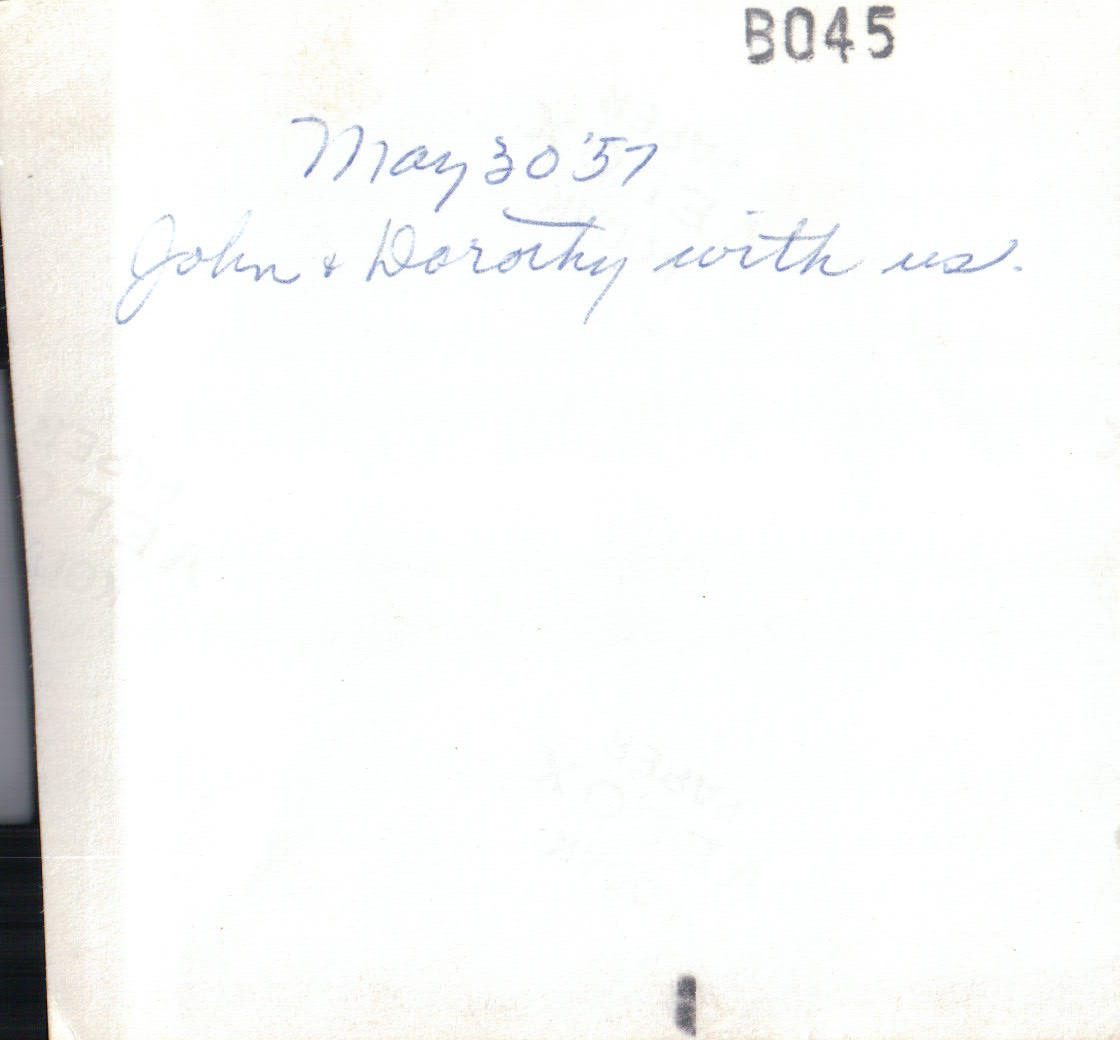 B045
May 30 '57
John & Dorothy with us.